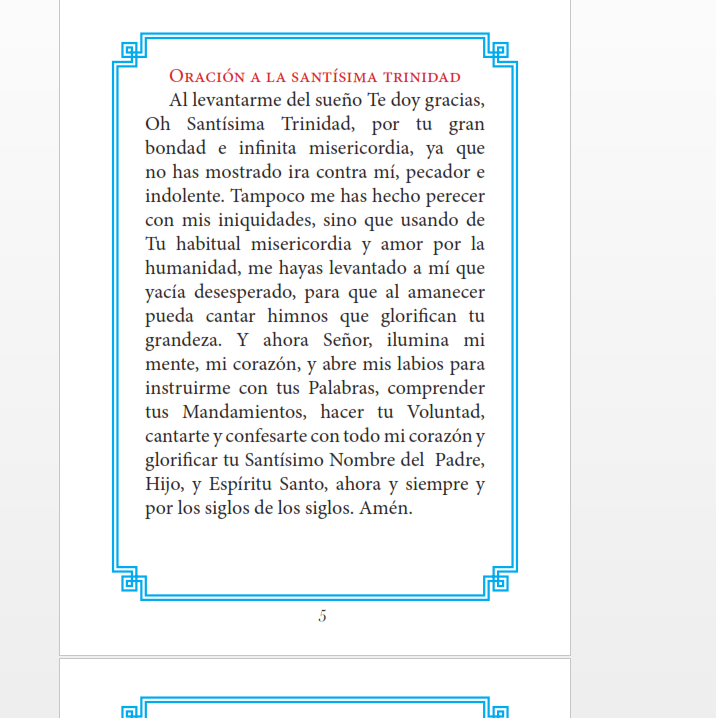 Oración a la santísima trinidad
Al levantarme del sueño Te doy gracias,
Oh Santísima Trinidad, por tu gran
bondad e infinita misericordia, ya que
no has mostrado ira contra mí, pecador e
indolente. Tampoco me has hecho perecer
con mis iniquidades, sino que usando de
Tu habitual misericordia y amor por la
humanidad, me hayas levantado a mí que
yacía desesperado, para que al amanecer
pueda cantar himnos que glorifican tu
grandeza. Y ahora Señor, ilumina mi
mente, mi corazón, y abre mis labios para
instruirme con tus Palabras, comprender
tus Mandamientos, hacer tu Voluntad,
cantarte y confesarte con todo mi corazón y
glorificar tu Santísimo Nombre del Padre,
Hijo, y Espíritu Santo, ahora y siempre y
por los siglos de los siglos. Amén.
5